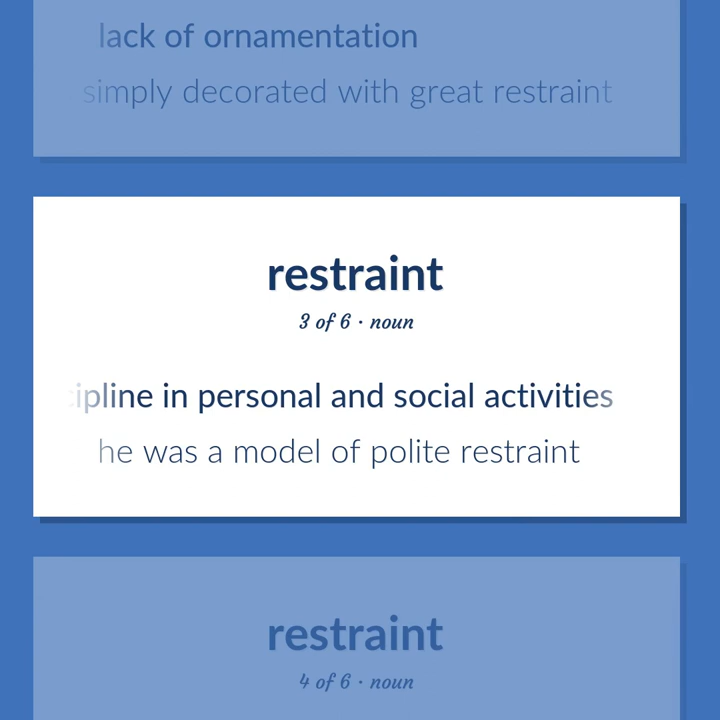 lack of ornamentation
simply decorated with great restraint
restraint
3 of 6 · noun
ipline in personal and social activities
he was a model of polite restraint
restraint
4 of 6 · noun